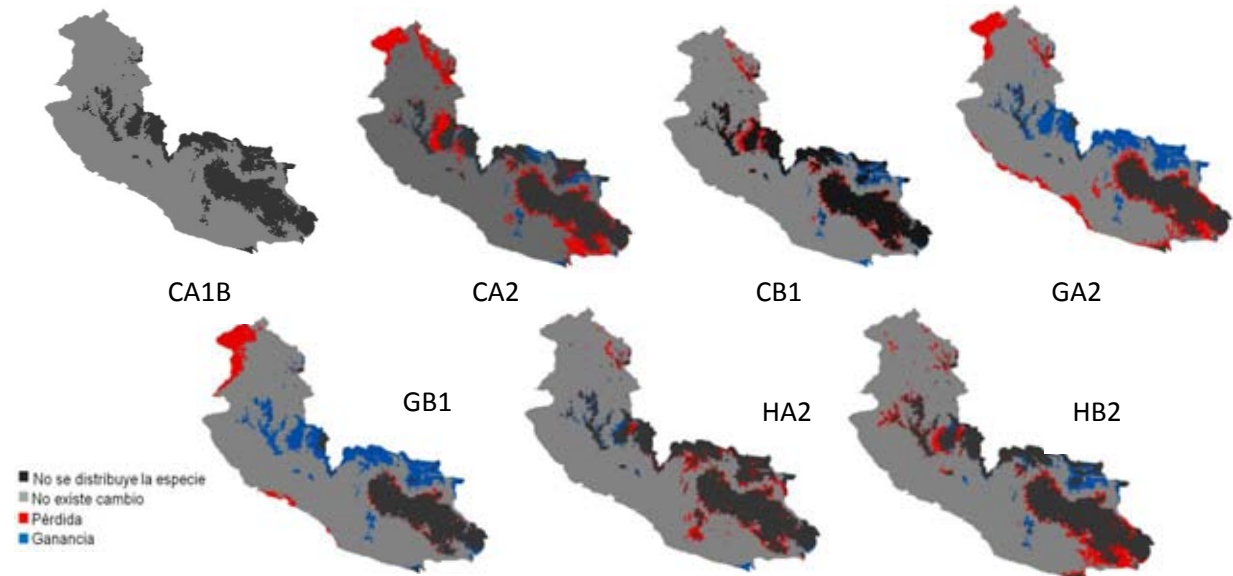 CA1B
CA2
CB1
GA2
GB1
HA2
HB2
No se distribuye la especie
No existe cambio
Pérdida
Ganancia